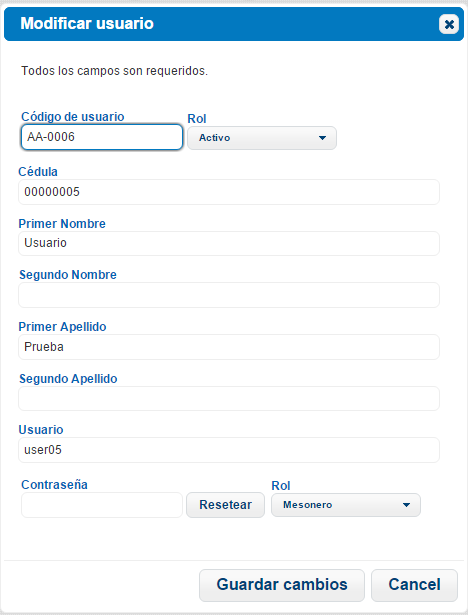 Modificar usuario
Todos los campos son requeridos.
Código de usuario Rol
AA-0006 Activo
Cédula
00000005
Primer Nombre
Usuario
Segundo Nombre
Primer Apellido
Prueba
Segundo Apellido
Usuario
user05
Contraseña Rol
Resetear Mesonero
Guardar cambios Cancel